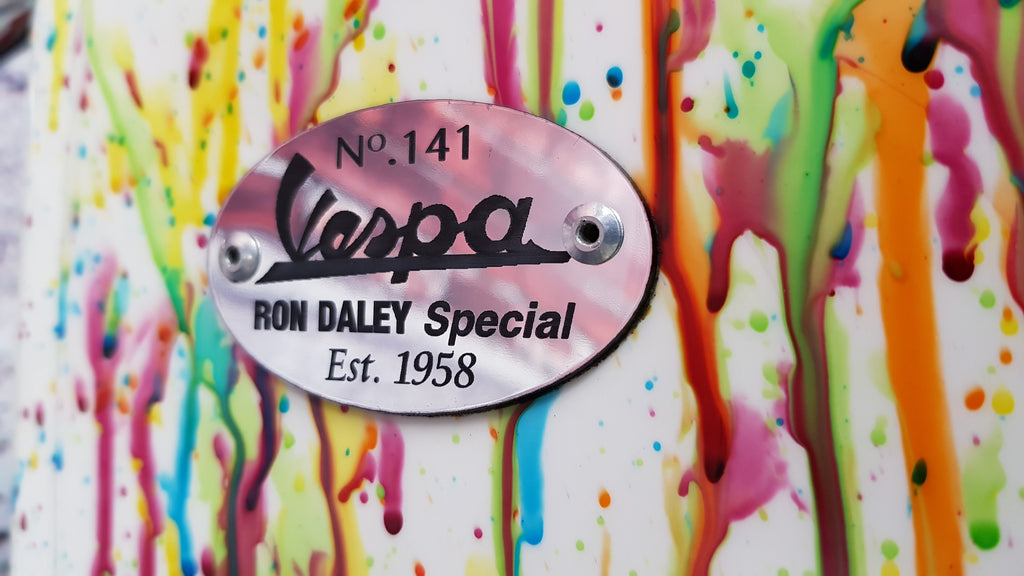 Nº.141
Vespa
RON DALEY Special
Est. 1958